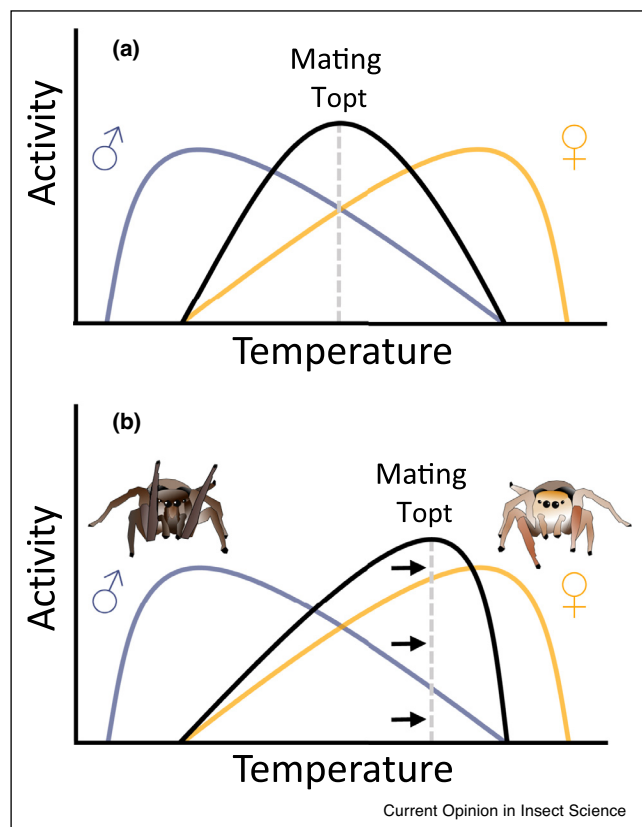 (a)
Mating
Topt
♂
♀
Activity
Temperature
(b)
Mating
Topt
♂
♀
Activity
Temperature
Current Opinion in Insect Science